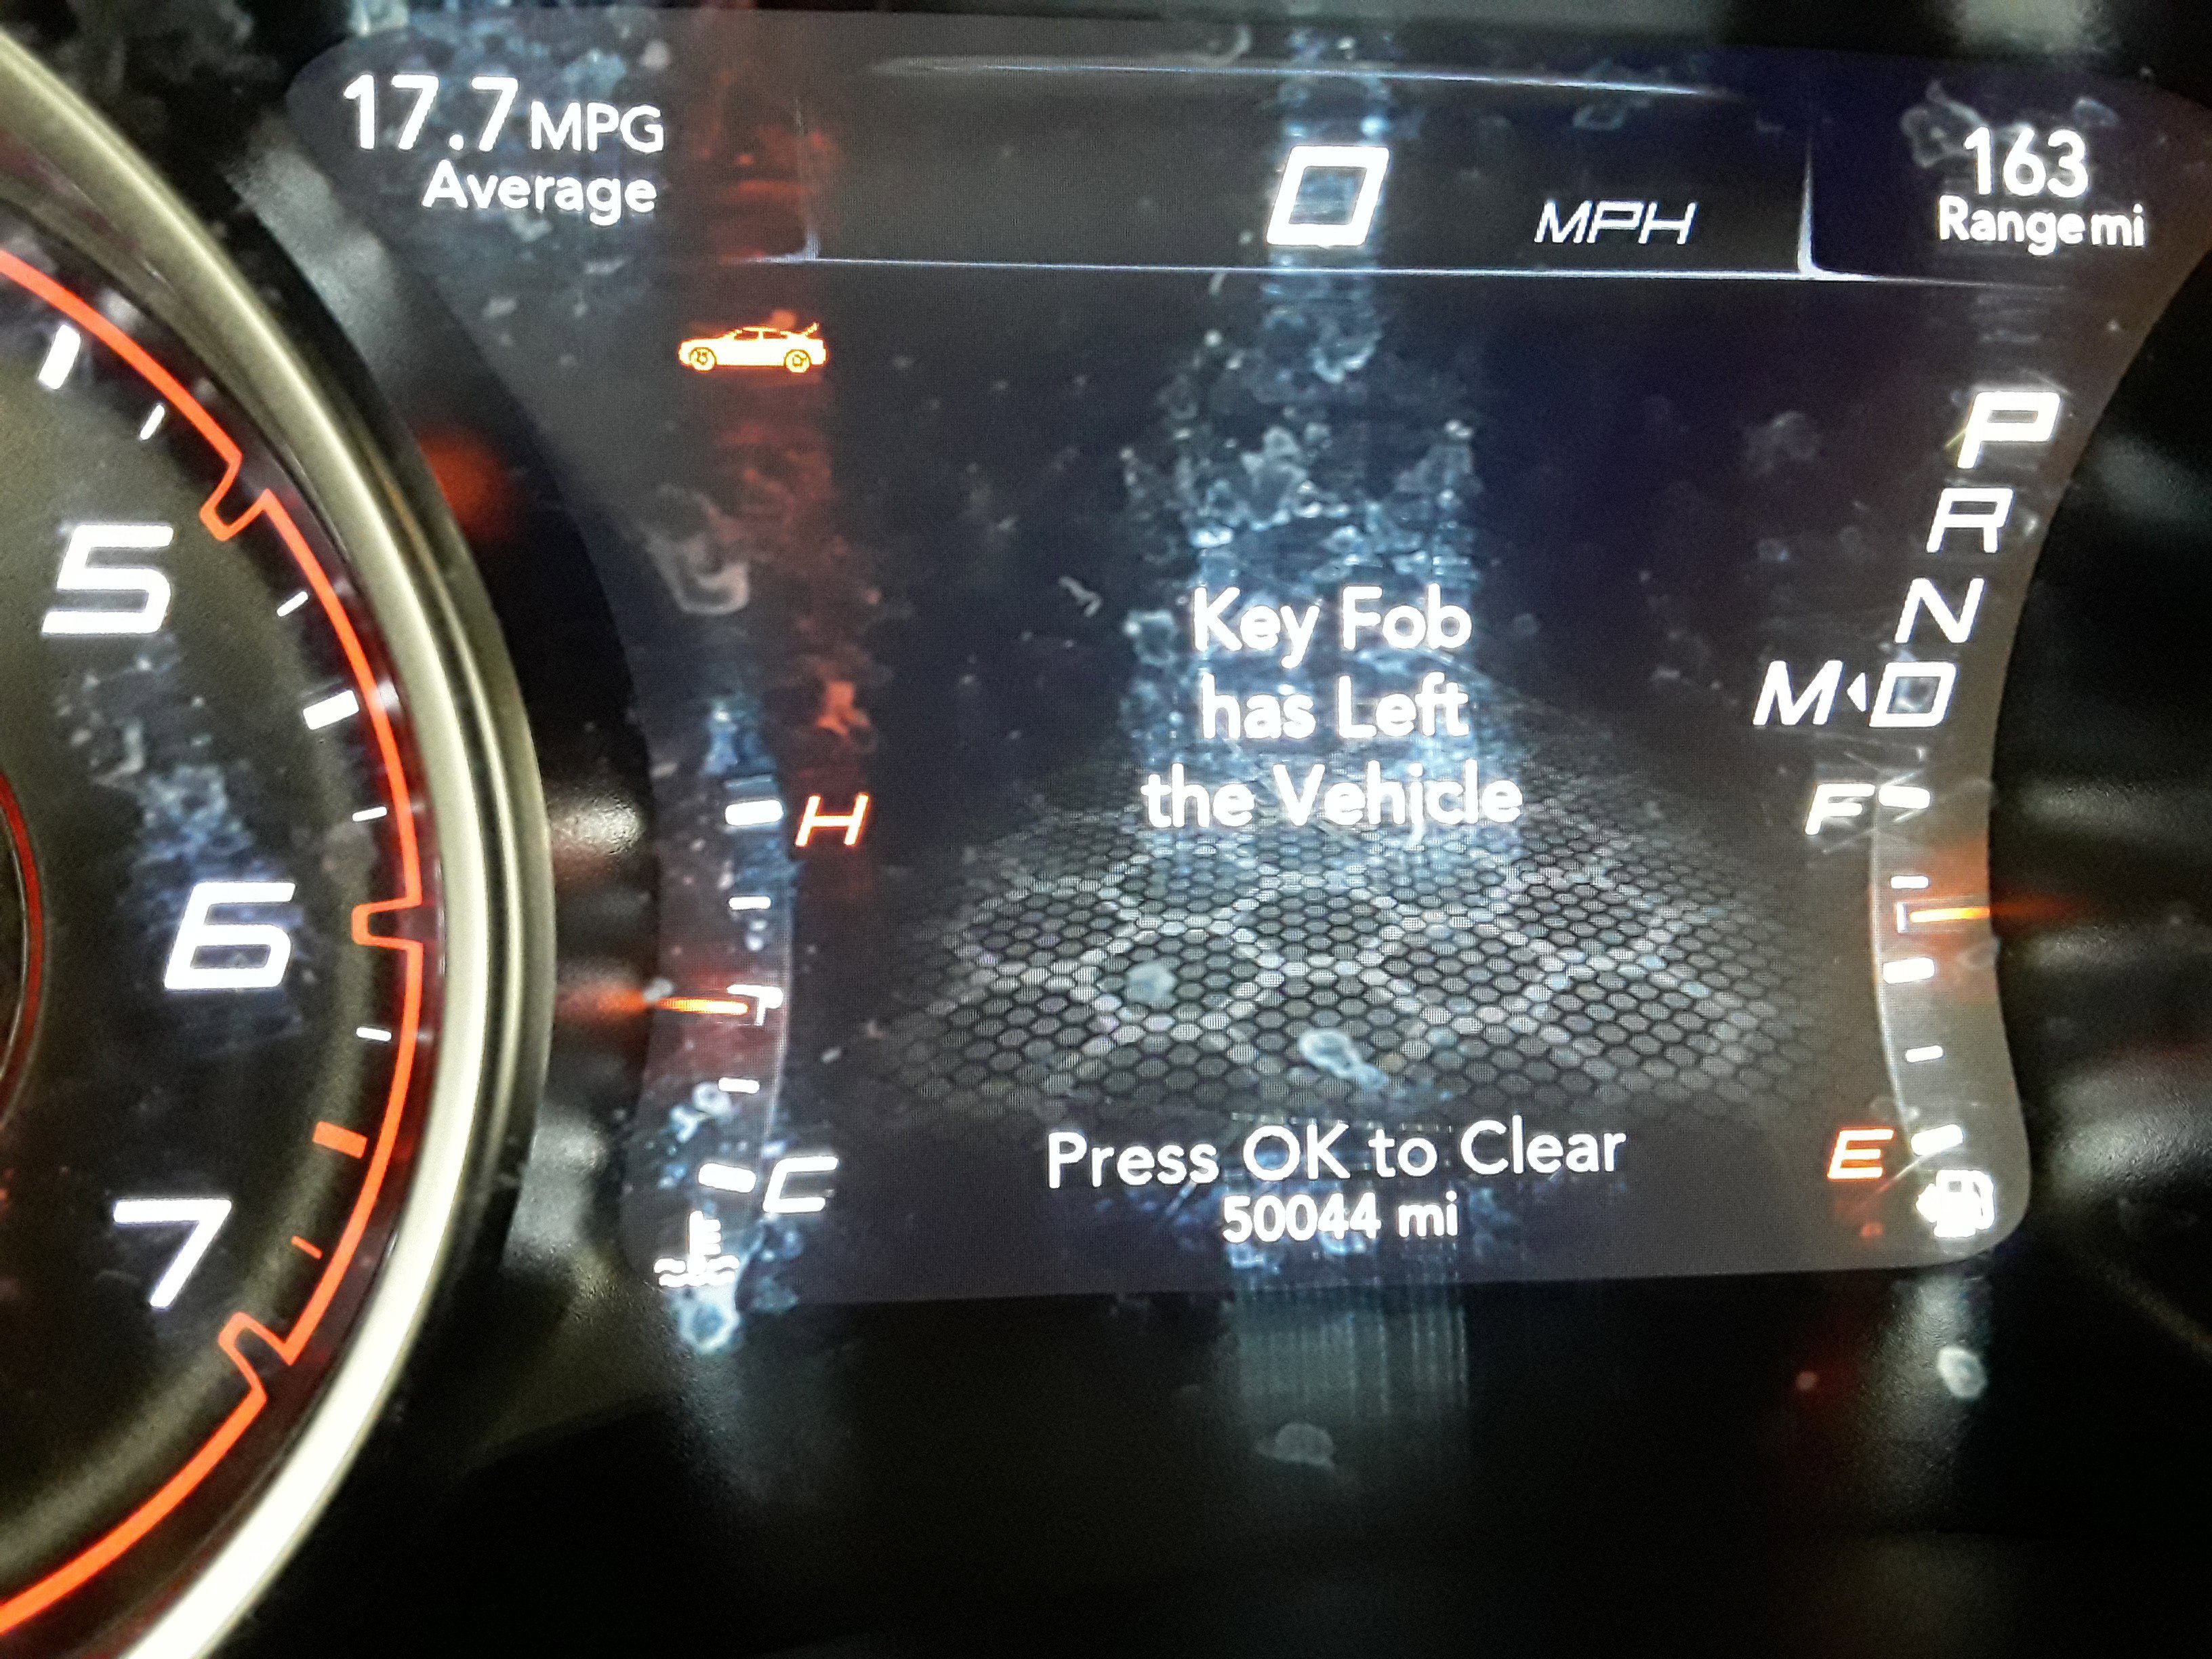 17.7 MPG
Average
0 MPH
163
Range mi
P
R
N
M D
5
6
7
Key Fob
has Left
the Vehicle
H
C
F
E
Press OK to Clear
50044 mi